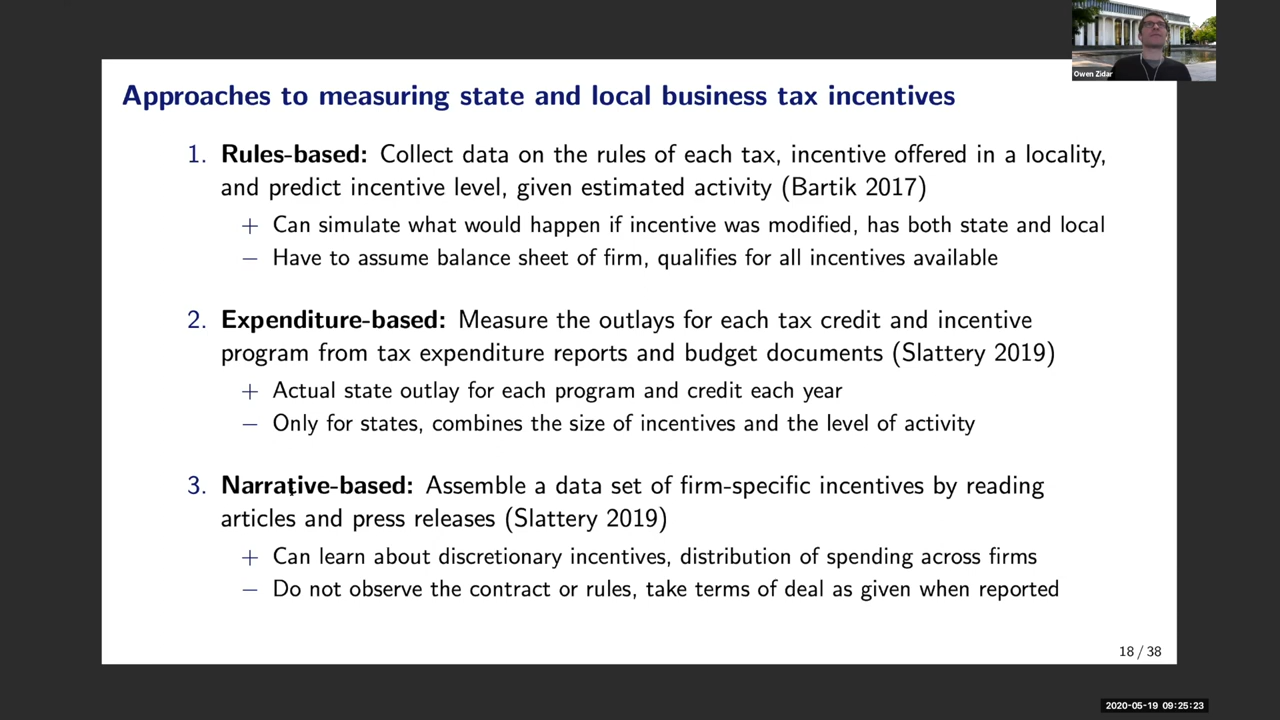 Owen Zidar
Approaches to measuring state and local business tax incentives
1. Rules-based: Collect data on the rules of each tax, incentive offered in a locality,
and predict incentive level, given estimated activity (Bartik 2017)
+ Can simulate what would happen if incentive was modified, has both state and local
− Have to assume balance sheet of firm, qualifies for all incentives available
2. Expenditure-based: Measure the outlays for each tax credit and incentive
program from tax expenditure reports and budget documents (Slattery 2019)
+ Actual state outlay for each program and credit each year
− Only for states, combines the size of incentives and the level of activity
3. Narrative-based: Assemble a data set of firm-specific incentives by reading
articles and press releases (Slattery 2019)
+ Can learn about discretionary incentives, distribution of spending across firms
− Do not observe the contract or rules, take terms of deal as given when reported
18 / 38
2020-05-19 09:25:23